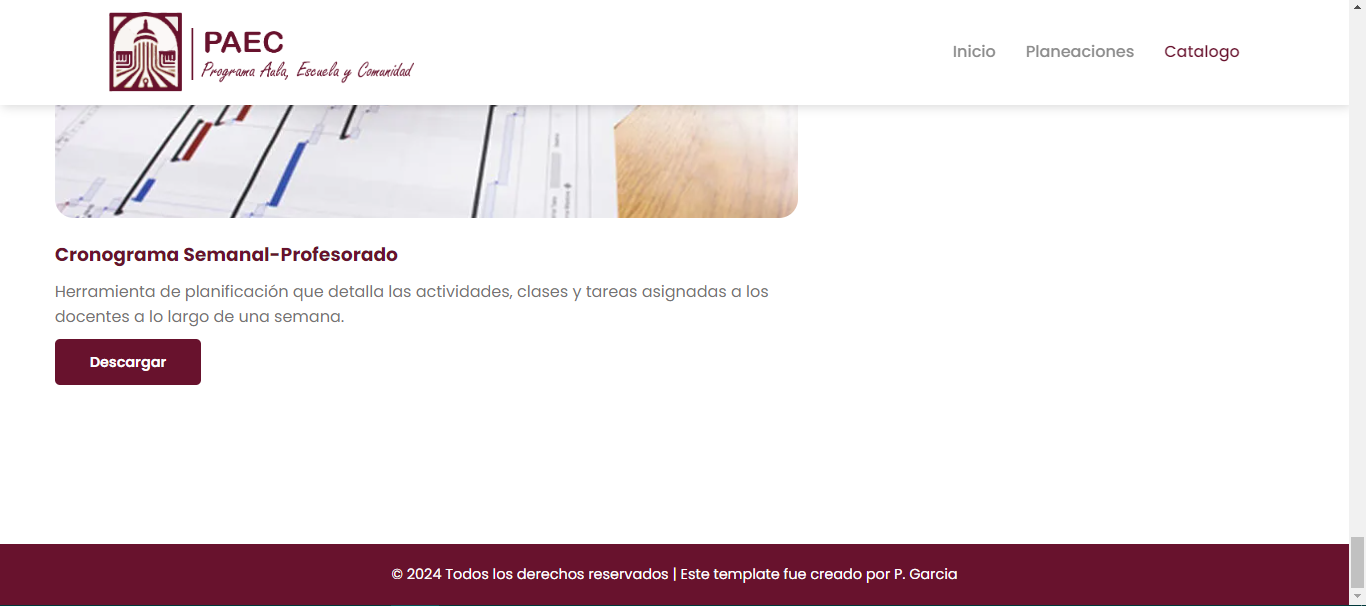 PAEC
Programa Aula, Escuela y Comunidad
Inicio
Planeaciones
Catalogo
Cronograma Semanal-Profesorado
Herramienta de planificación que detalla las actividades, clases y tareas asignadas a los
docentes a lo largo de una semana.
Descargar
© 2024 Todos los derechos reservados | Este template fue creado por P. Garcia